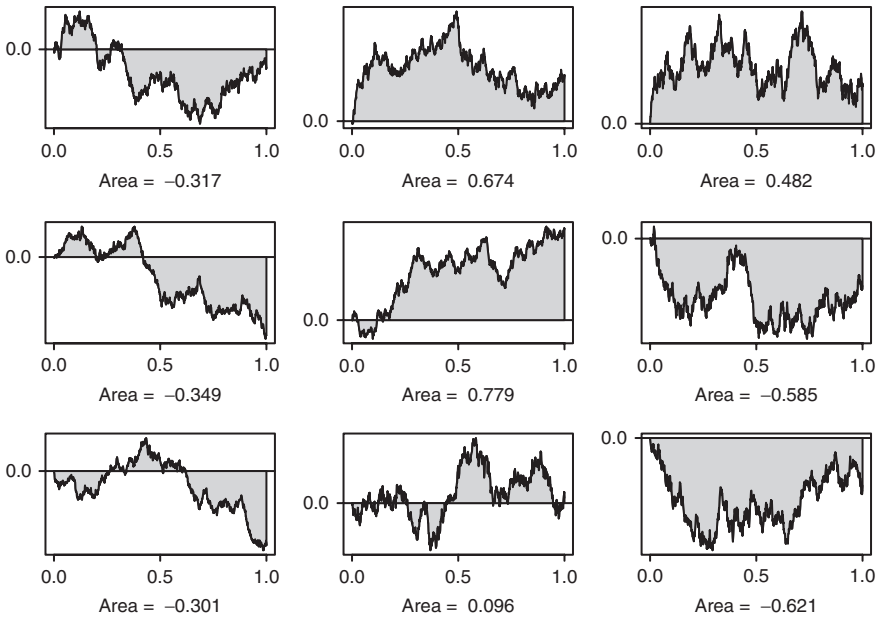 0.0
0.0 0.5 1.0
Area = −0.317
0.0
0.0 0.5 1.0
Area = 0.674
0.0
0.0 0.5 1.0
Area = 0.482
0.0
0.0 0.5 1.0
Area = −0.349
0.0
0.0 0.5 1.0
Area = 0.779
0.0
0.0 0.5 1.0
Area = −0.585
0.0
0.0 0.5 1.0
Area = −0.301
0.0
0.0 0.5 1.0
Area = 0.096
0.0
0.0 0.5 1.0
Area = −0.621